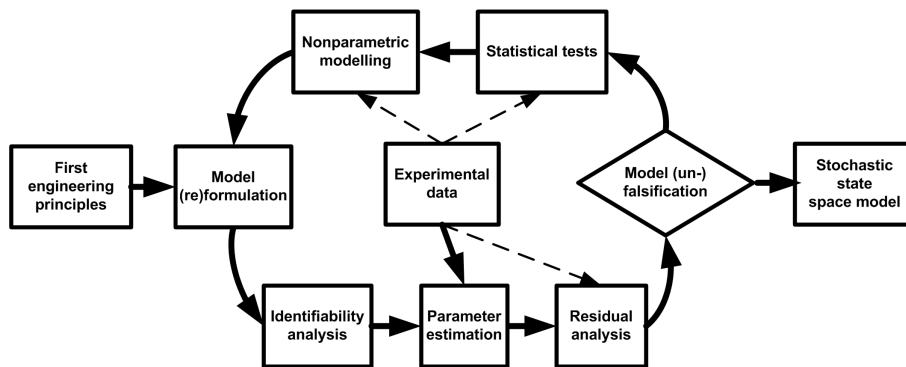 Nonparametric
modelling
Statistical tests
First
engineering
principles
Model
(re)formulation
Experimental
data
Model (un-)
falsification
Stochastic
state
space model
Identifiability
analysis
Parameter
estimation
Residual
analysis